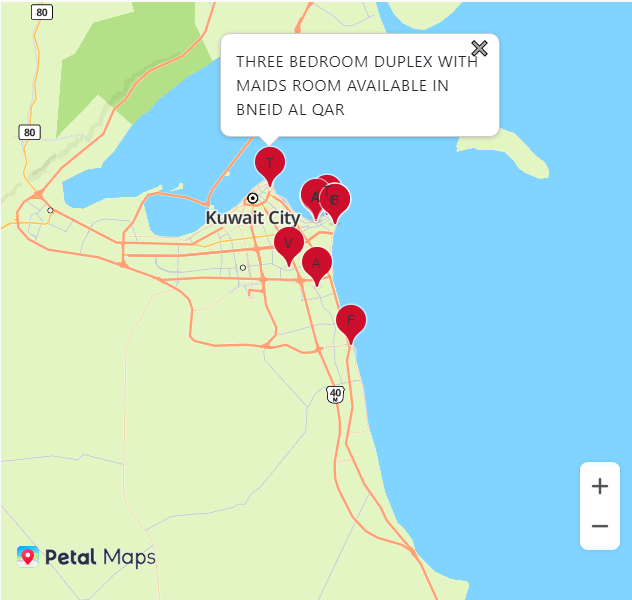 80
THREE BEDROOM DUPLEX WITH
MAIDS ROOM AVAILABLE IN
BNEID AL QAR
80
T
A
T
Kuwait City
V
A
F
40
M
+
−
Petal Maps